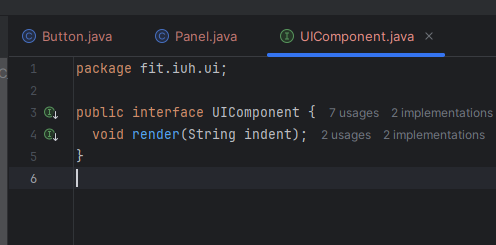 Button.java Panel.java UIComponent.java
1 package fit.iuh.ui;
2
3 public interface UIComponent { 7 usages 2 implementations
4 void render(String indent); 2 usages 2 implementations
5 }
6